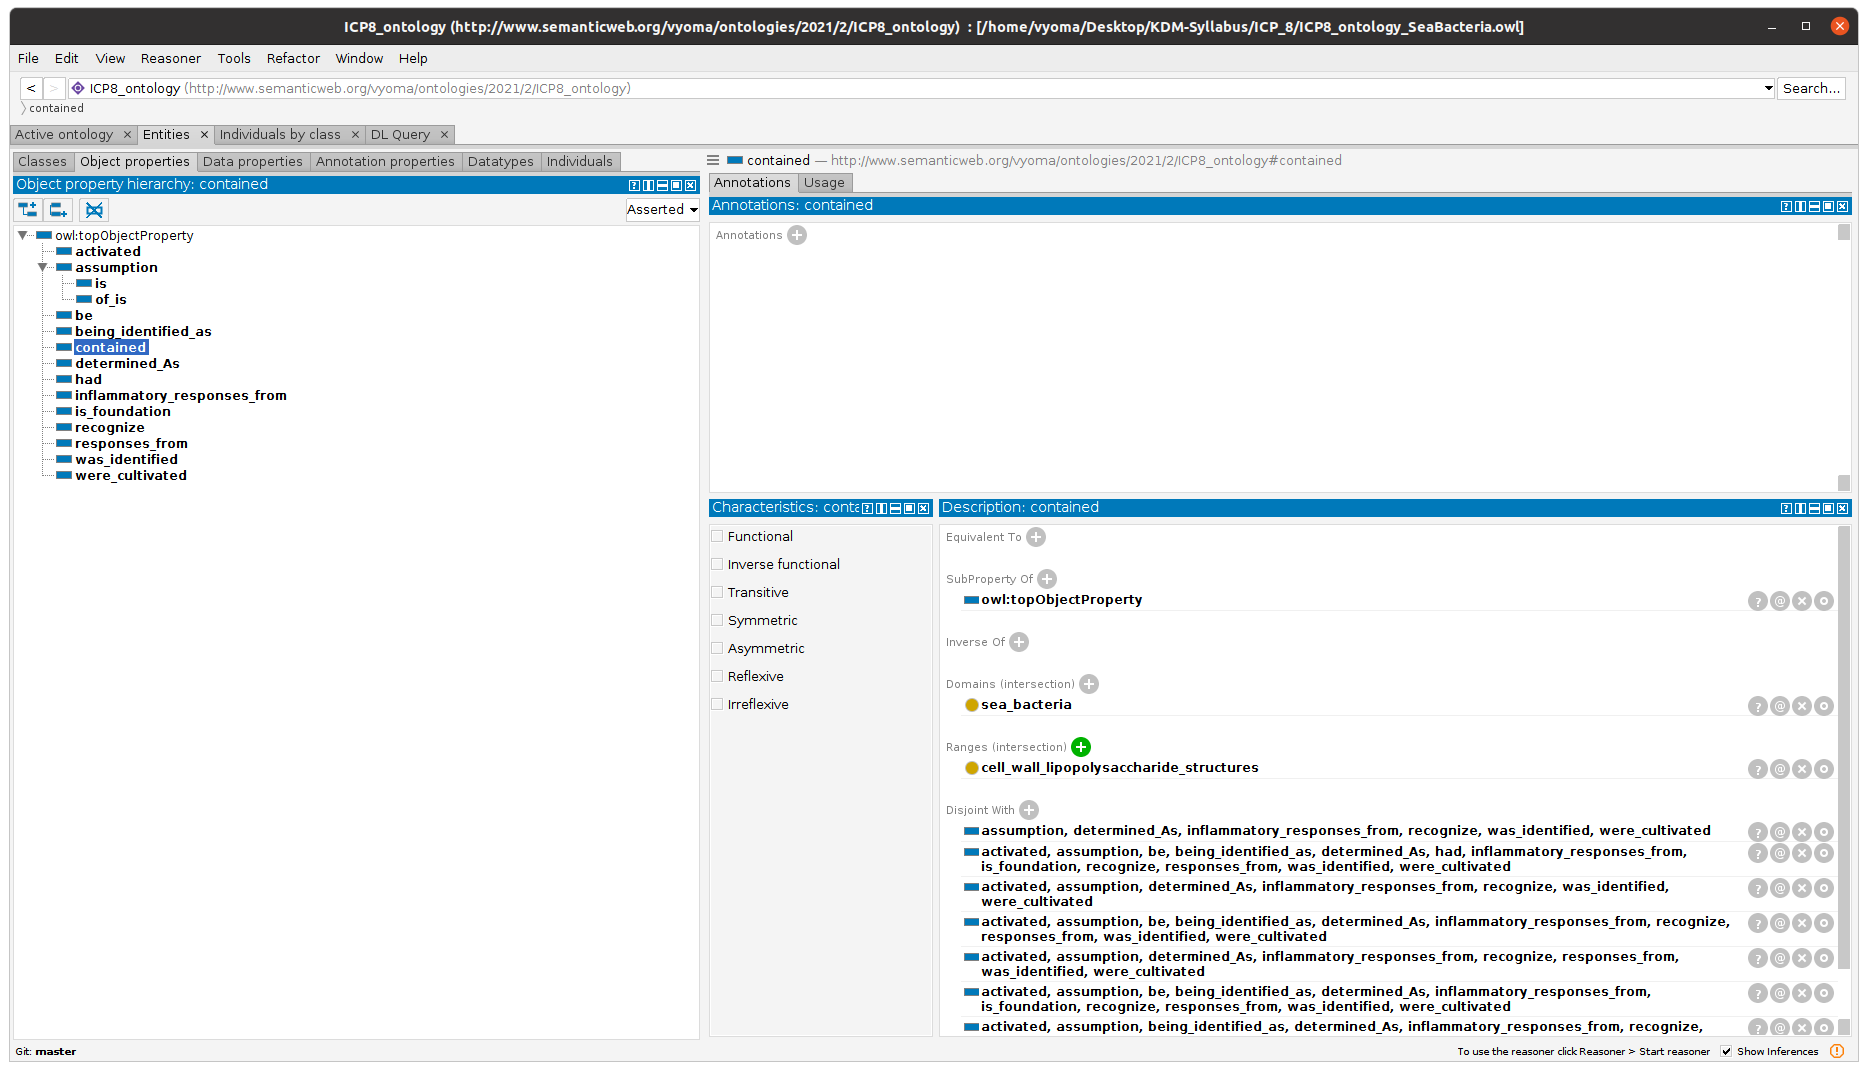 ICP8_ontology (http://www.semanticweb.org/vyoma/ontologies/2021/2/ICP8_ontology) : [/home/vyoma/Desktop/KDM-Syllabus/ICP_8/ICP8_ontology_SeaBacteria.owl]
File Edit View Reasoner Tools Refactor Window Help
< > ICP8_ontology (http://www.semanticweb.org/vyoma/ontologies/2021/2/ICP8_ontology) Search...
contained
Active ontology × Entities × Individuals by class × DL Query ×
Classes Object properties Data properties Annotation properties Datatypes Individuals
Object property hierarchy: contained
Asserted
owl:topObjectProperty
activated
assumption
is
of_is
be
being_identified_as
contained
determined_As
had
inflammatory_responses_from
is_foundation
recognize
responses_from
was_identified
were_cultivated
contained — http://www.semanticweb.org/vyoma/ontologies/2021/2/ICP8_ontology#contained
Annotations Usage
Annotations: contained
Annotations
Characteristics: conta
Functional
Inverse functional
Transitive
Symmetric
Asymmetric
Reflexive
Irreflexive
Description: contained
Equivalent To
SubProperty Of
owl:topObjectProperty
Inverse Of
Domains (intersection)
sea_bacteria
Ranges (intersection)
cell_wall_lipopolysaccharide_structures
Disjoint With
assumption, determined_As, inflammatory_responses_from, recognize, was_identified, were_cultivated
activated, assumption, be, being_identified_as, determined_As, had, inflammatory_responses_from,
is_foundation, recognize, responses_from, was_identified, were_cultivated
activated, assumption, determined_As, inflammatory_responses_from, recognize, was_identified,
were_cultivated
activated, assumption, be, being_identified_as, determined_As, inflammatory_responses_from, recognize,
responses_from, was_identified, were_cultivated
activated, assumption, determined_As, inflammatory_responses_from, recognize, responses_from,
was_identified, were_cultivated
activated, assumption, be, being_identified_as, determined_As, inflammatory_responses_from,
is_foundation, recognize, responses_from, was_identified, were_cultivated
activated, assumption, being_identified_as, determined_As, inflammatory_responses_from, recognize,
Git: master
To use the reasoner click Reasoner > Start reasoner Show Inferences